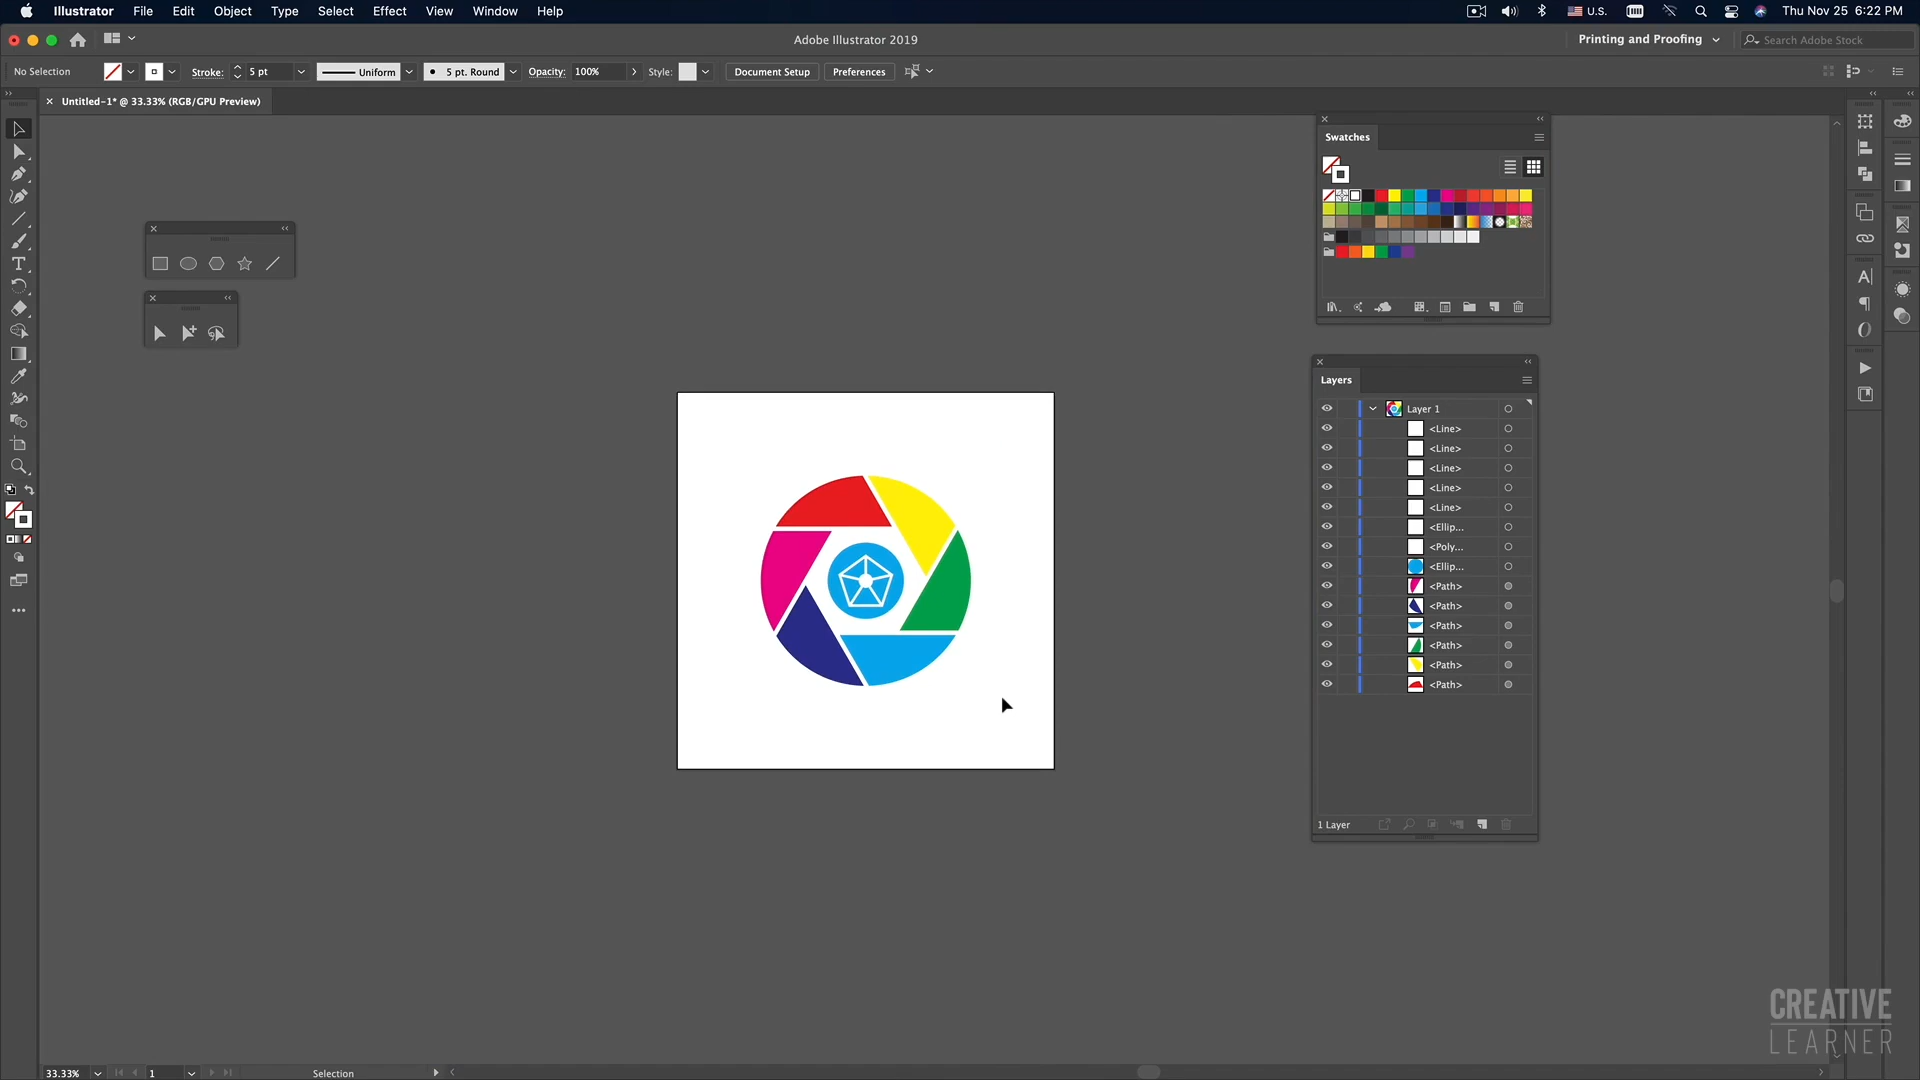 Illustrator File Edit Object Type Select Effect View Window Help
U.S.
Thu Nov 25 6:22 PM
Adobe Illustrator 2019
Printing and Proofing
Search Adobe Stock
No Selection
Stroke:
5 pt
Uniform
5 pt. Round
Opacity:
100%
Style:
Document Setup
Preferences
Untitled-1* @ 33.33% (RGB/GPU Preview)
Swatches
Layers
Layer 1
<Line>
<Line>
<Line>
<Line>
<Line>
<Ellip...
<Poly...
<Ellip...
<Path>
<Path>
<Path>
<Path>
<Path>
<Path>
1 Layer
CREATIVE
LEARNER
33.33%
1
Selection